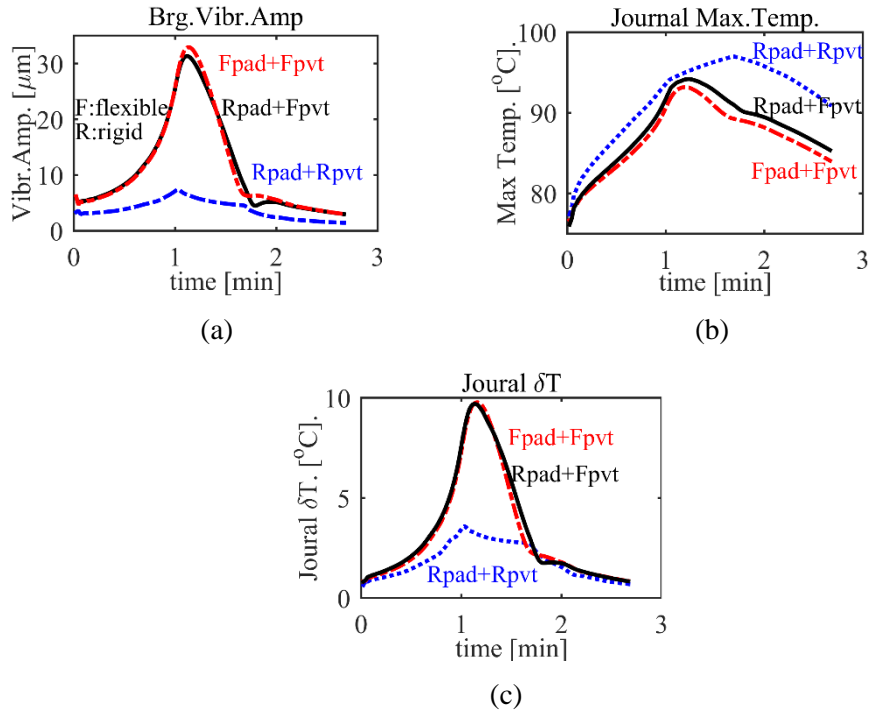 Brg.Vibr.Amp
Vibr.Amp. [μm]
30
20
10
0
F:flexible
R:rigid
Fpad+Fpvt
Rpad+Fpvt
Rpad+Rpvt
0 1 2 3
time [min]
(a)
Journal Max.Temp.
Max Temp. [°C].
100
90
80
Rpad+Rpvt
Rpad+Fpvt
Fpad+Fpvt
0 1 2 3
time [min]
(b)
Joural δT
Joural δT. [°C].
10
5
0
Fpad+Fpvt
Rpad+Fpvt
Rpad+Rpvt
0 1 2 3
time [min]
(c)